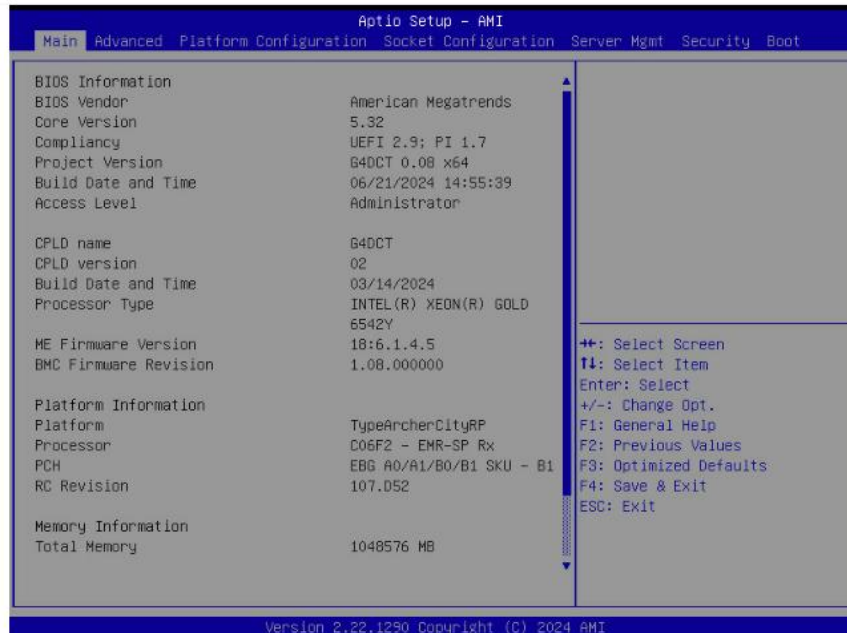 Aptio Setup – AMI
Main Advanced Platform Configuration Socket Configuration Server Mgmt Security Boot
BIOS Information
BIOS Vendor American Megatrends
Core Version 5.32
Compliancy UEFI 2.9; PI 1.7
Project Version G4DCT 0.08 x64
Build Date and Time 06/21/2024 14:55:39
Access Level Administrator
CPLD name G4DCT
CPLD version 02
Build Date and Time 03/14/2024
Processor Type INTEL(R) XEON(R) GOLD
6542Y
ME Firmware Version 18:6.1.4.5
BMC Firmware Revision 1.08.000000
Platform Information
Platform TypeArcherCityRP
Processor C06F2 - EMR-SP Rx
PCH EBG A0/A1/B0/B1 SKU - B1
RC Revision 107.D52
Memory Information
Total Memory 1048576 MB
→←: Select Screen
↑↓: Select Item
Enter: Select
+/-: Change Opt.
F1: General Help
F2: Previous Values
F3: Optimized Defaults
F4: Save & Exit
ESC: Exit
Version 2.22.1290 Copyright (C) 2024 AMI